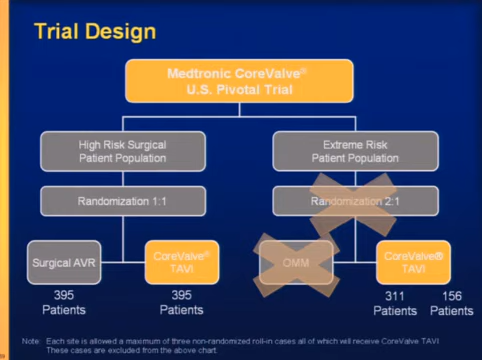 Trial Design
Medtronic CoreValve®
U.S. Pivotal Trial
High Risk Surgical
Patient Population
Extreme Risk
Patient Population
Randomization 1:1
Randomization 2:1
Surgical AVR
CoreValve®
TAVI
OMM
CoreValve®
TAVI
395
Patients
395
Patients
311
Patients
156
Patients
Note: Each site is allowed a maximum of three non-randomized roll-in cases all of which will receive CoreValve TAVI
These cases are excluded from the above chart.